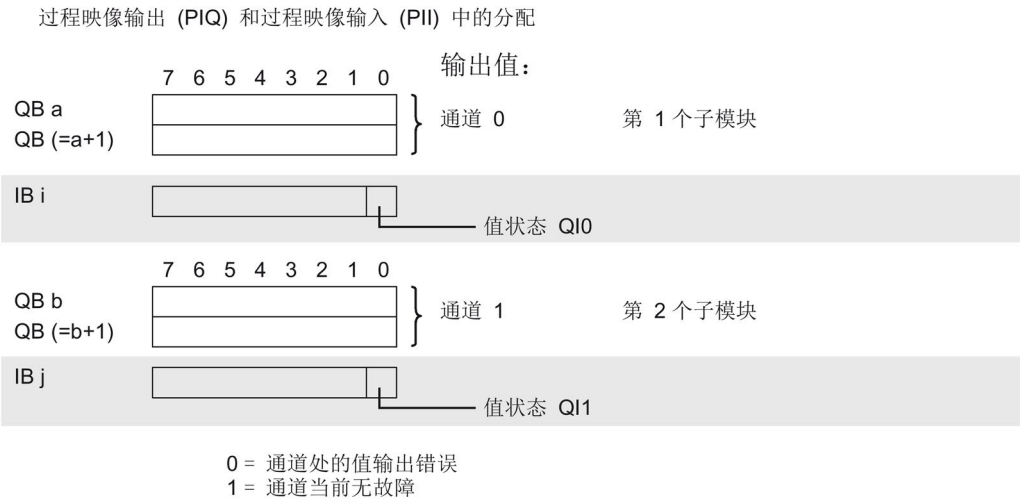 过程映像输出 (PIQ) 和过程映像输入 (PII) 中的分配
输出值：
7 6 5 4 3 2 1 0
QB a
QB (=a+1)
通道 0
第 1 个子模块
IB i
值状态 QI0
7 6 5 4 3 2 1 0
QB b
QB (=b+1)
通道 1
第 2 个子模块
IB j
值状态 QI1
0 = 通道处的值输出错误
1 = 通道当前无故障